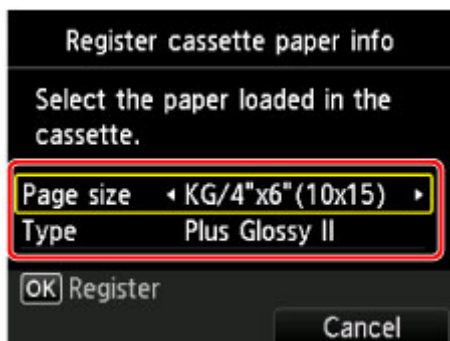 Register cassette paper info
Select the paper loaded in the
cassette.
Page size ◂ KG/4"x6"(10x15) ▸
Type Plus Glossy II
OK Register
Cancel